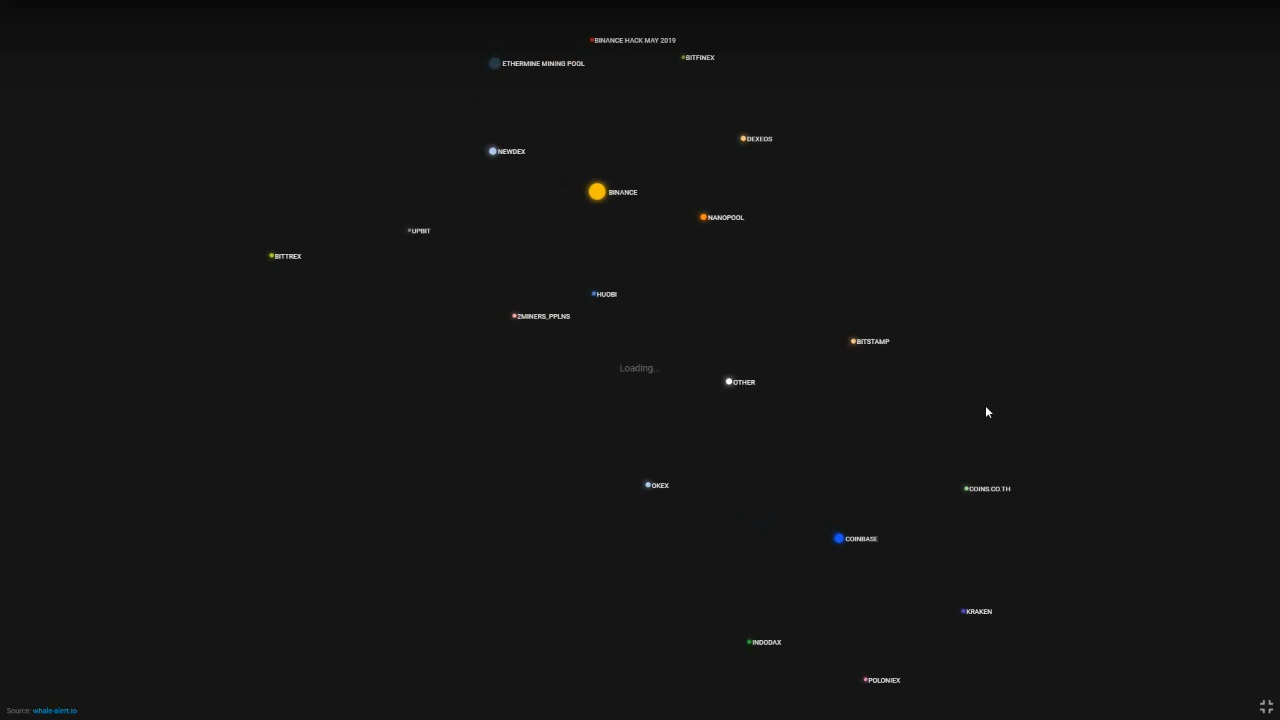 BINANCE HACK MAY 2019
BITFINEX
ETHERMINE MINING POOL
DEXEOS
NEWDEX
BINANCE
NANOPOOL
UPBIT
BITTREX
HUOBI
2MINERS_PPLNS
BITSTAMP
Loading...
OTHER
OKEX
COINS.CO.TH
COINBASE
KRAKEN
INDODAX
POLONIEX
Source: whale-alert.io